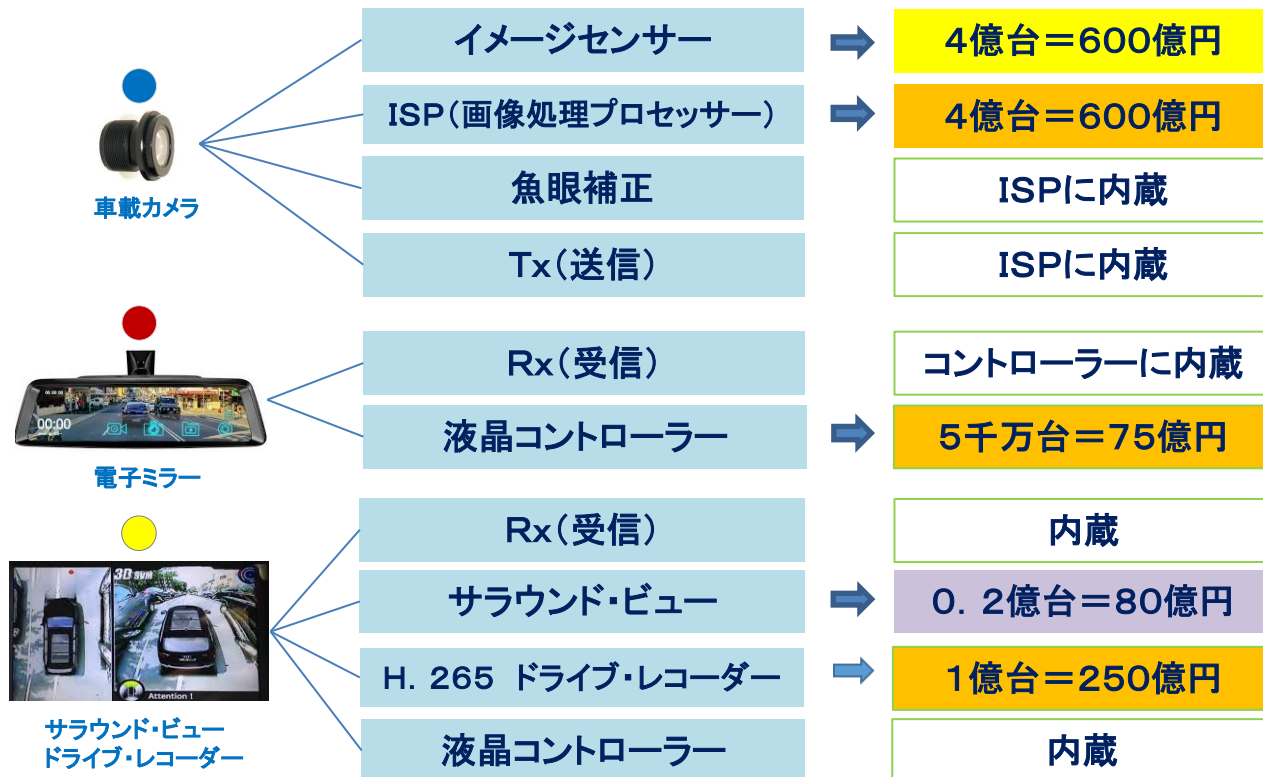 イメージセンサー
4億台=600億円
ISP(画像処理プロセッサー)
4億台=600億円
魚眼補正
ISPに内蔵
Tx(送信)
ISPに内蔵
車載カメラ
Rx(受信)
コントローラーに内蔵
00:00
液晶コントローラー
5千万台=75億円
電子ミラー
Rx(受信)
内蔵
3D SVM
Attention !
サラウンド・ビュー
0.2億台=80億円
H.265 ドライブ・レコーダー
1億台=250億円
サラウンド・ビュー
ドライブ・レコーダー
液晶コントローラー
内蔵